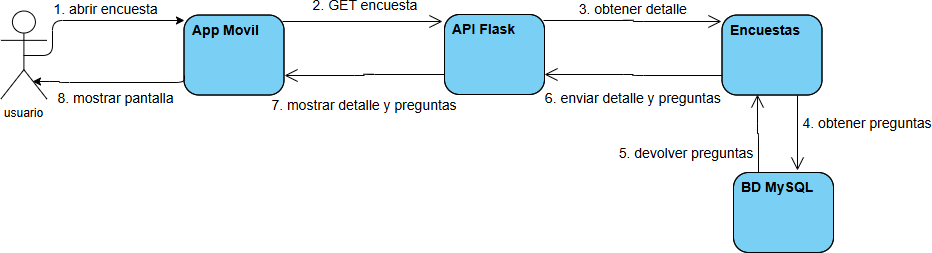 1. abrir encuesta
2. GET encuesta
3. obtener detalle
App Movil
API Flask
Encuestas
8. mostrar pantalla
7. mostrar detalle y preguntas
6. enviar detalle y preguntas
usuario
4. obtener preguntas
5. devolver preguntas
BD MySQL